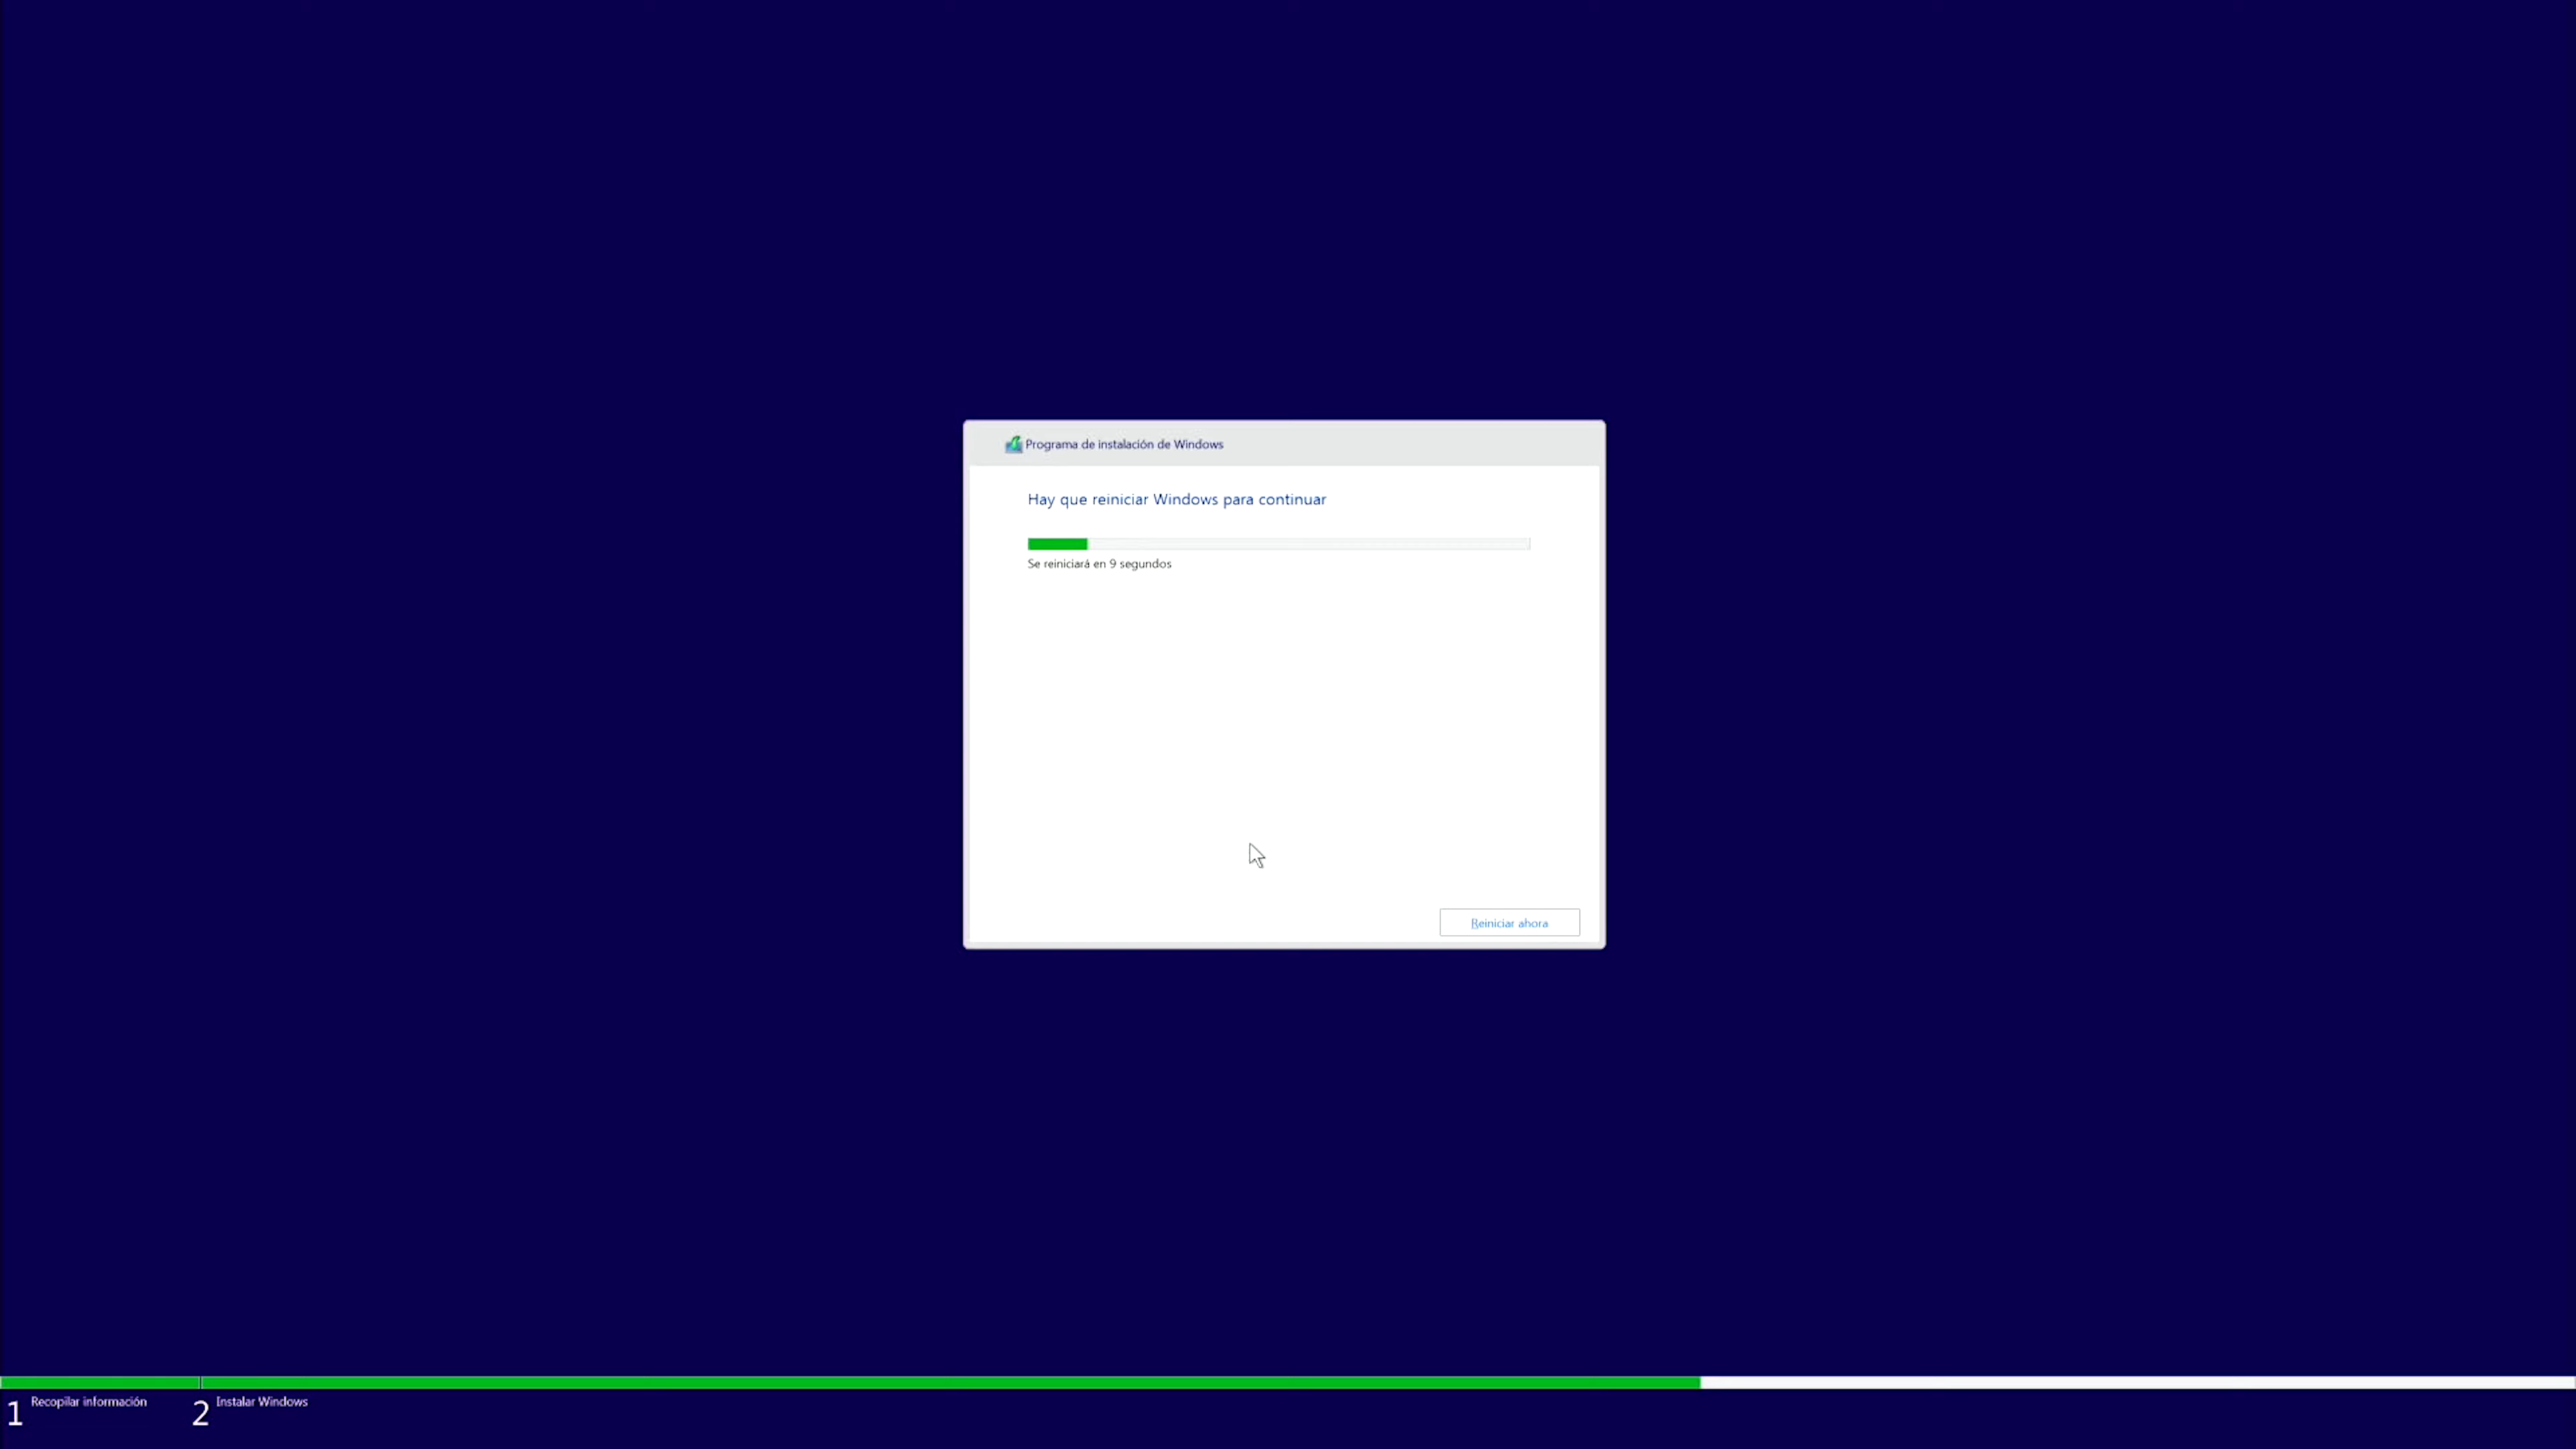 Programa de instalación de Windows
Hay que reiniciar Windows para continuar
Se reiniciará en 9 segundos
Reiniciar ahora
1 Recopilar información
2 Instalar Windows